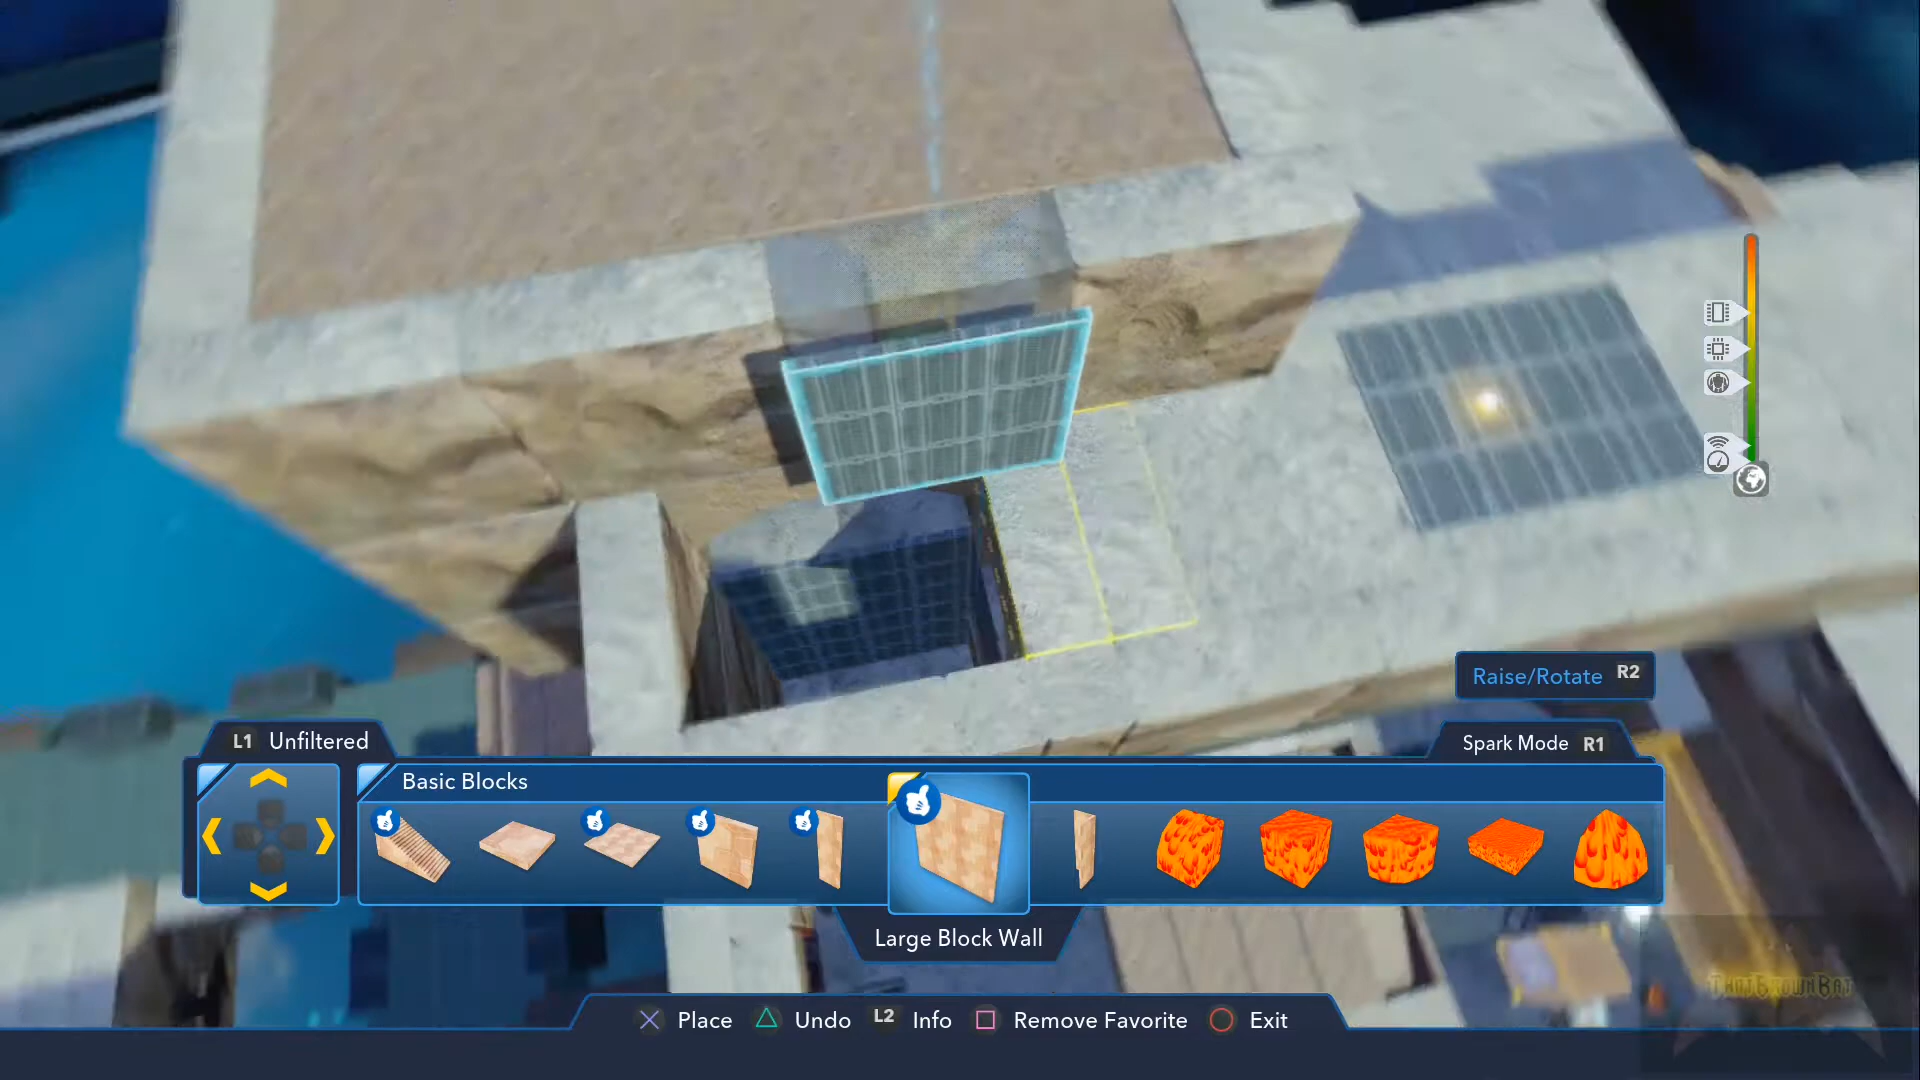 Raise/Rotate R2
L1 Unfiltered
Spark Mode R1
Basic Blocks
Large Block Wall
Place Undo L2 Info Remove Favorite Exit
ThatBrownBat